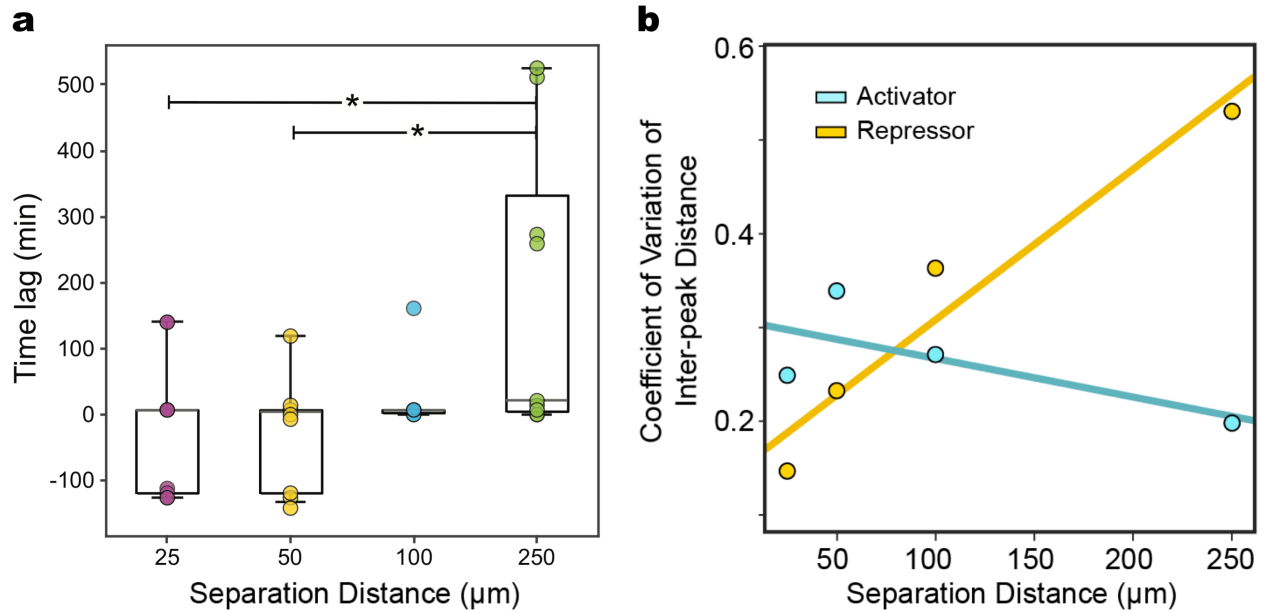 a
Time lag (min)
500
400
300
200
100
0
-100
*
*
25
50
100
250
Separation Distance (µm)
b
Coefficient of Variation of
Inter-peak Distance
0.6
0.4
0.2
Activator
Repressor
50
100
150
200
250
Separation Distance (µm)